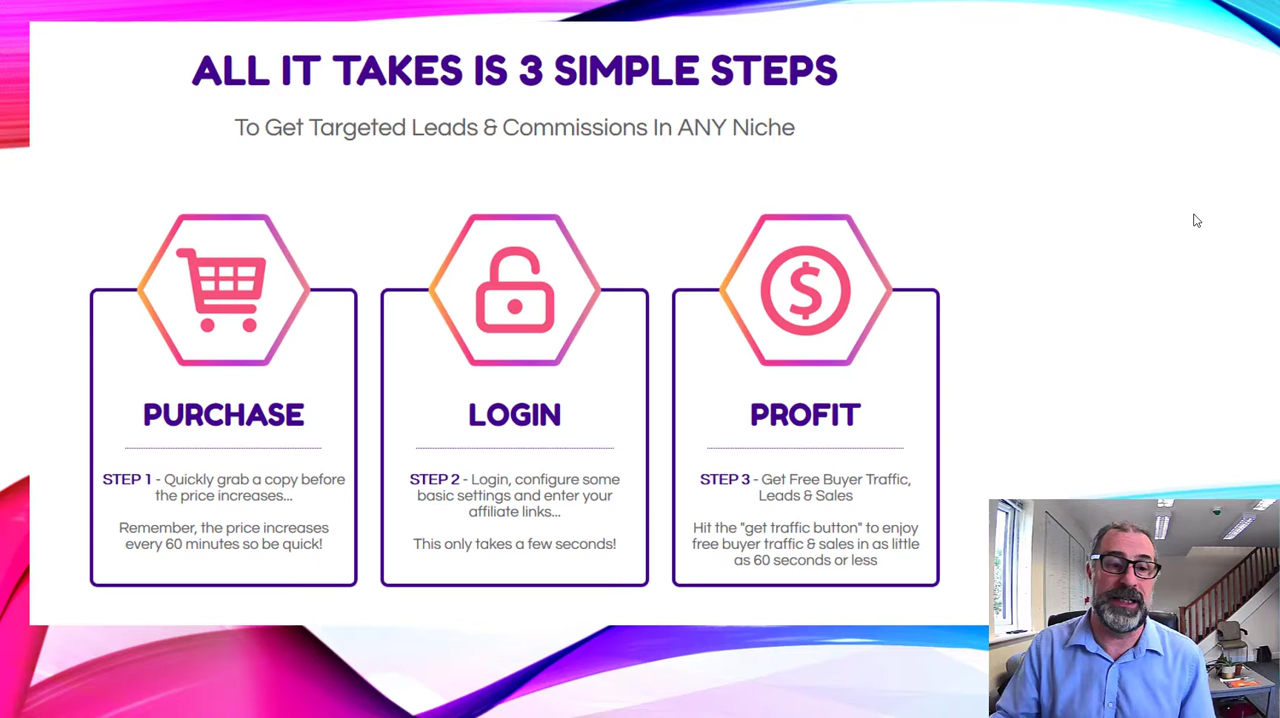 ALL IT TAKES IS 3 SIMPLE STEPS
To Get Targeted Leads & Commissions In ANY Niche
PURCHASE
STEP 1 - Quickly grab a copy before
the price increases...
Remember, the price increases
every 60 minutes so be quick!
LOGIN
STEP 2 - Login, configure some
basic settings and enter your
affiliate links...
This only takes a few seconds!
PROFIT
STEP 3 - Get Free Buyer Traffic,
Leads & Sales
Hit the "get traffic button" to enjoy
free buyer traffic & sales in as little
as 60 seconds or less